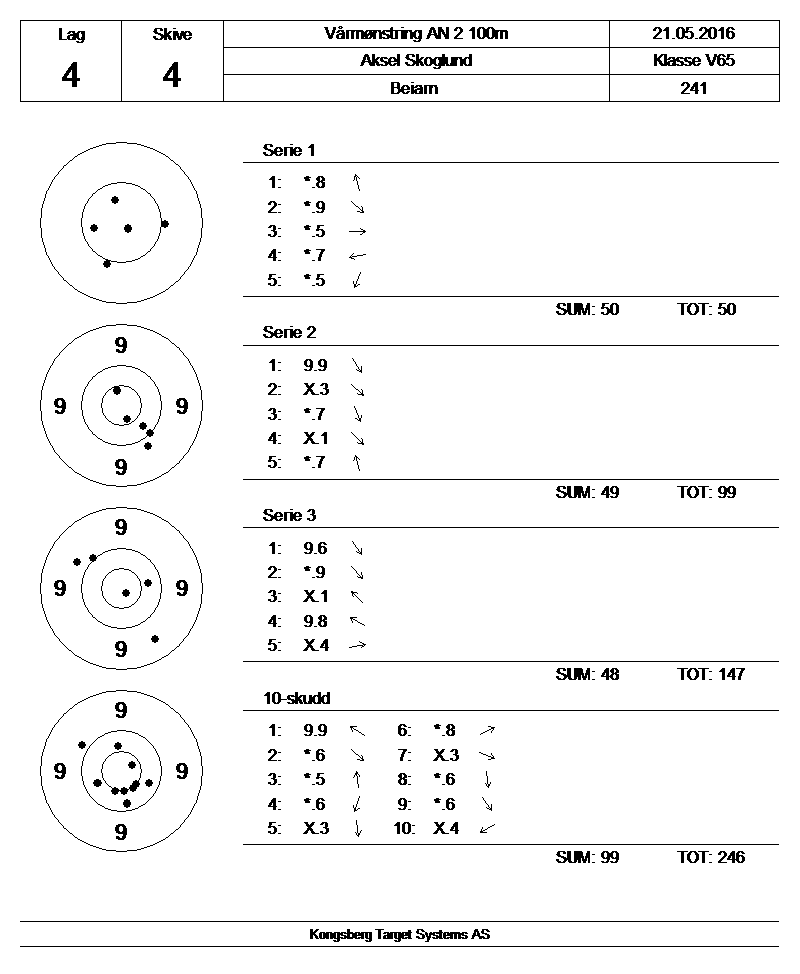 Lag Skive Vårmønstring AN 2 100m 21.05.2016
4 4 Aksel Skoglund Klasse V65
Beiarn 241
Serie 1
1: *.8
2: *.9
3: *.5
4: *.7
5: *.5
SUM: 50 TOT: 50
Serie 2
9
9 9
9
1: 9.9
2: X.3
3: *.7
4: X.1
5: *.7
SUM: 49 TOT: 99
Serie 3
9
9 9
9
1: 9.6
2: *.9
3: X.1
4: 9.8
5: X.4
SUM: 48 TOT: 147
10-skudd
9
9 9
9
1: 9.9 6: *.8
2: *.6 7: X.3
3: *.5 8: *.6
4: *.6 9: *.6
5: X.3 10: X.4
SUM: 99 TOT: 246
Kongsberg Target Systems AS